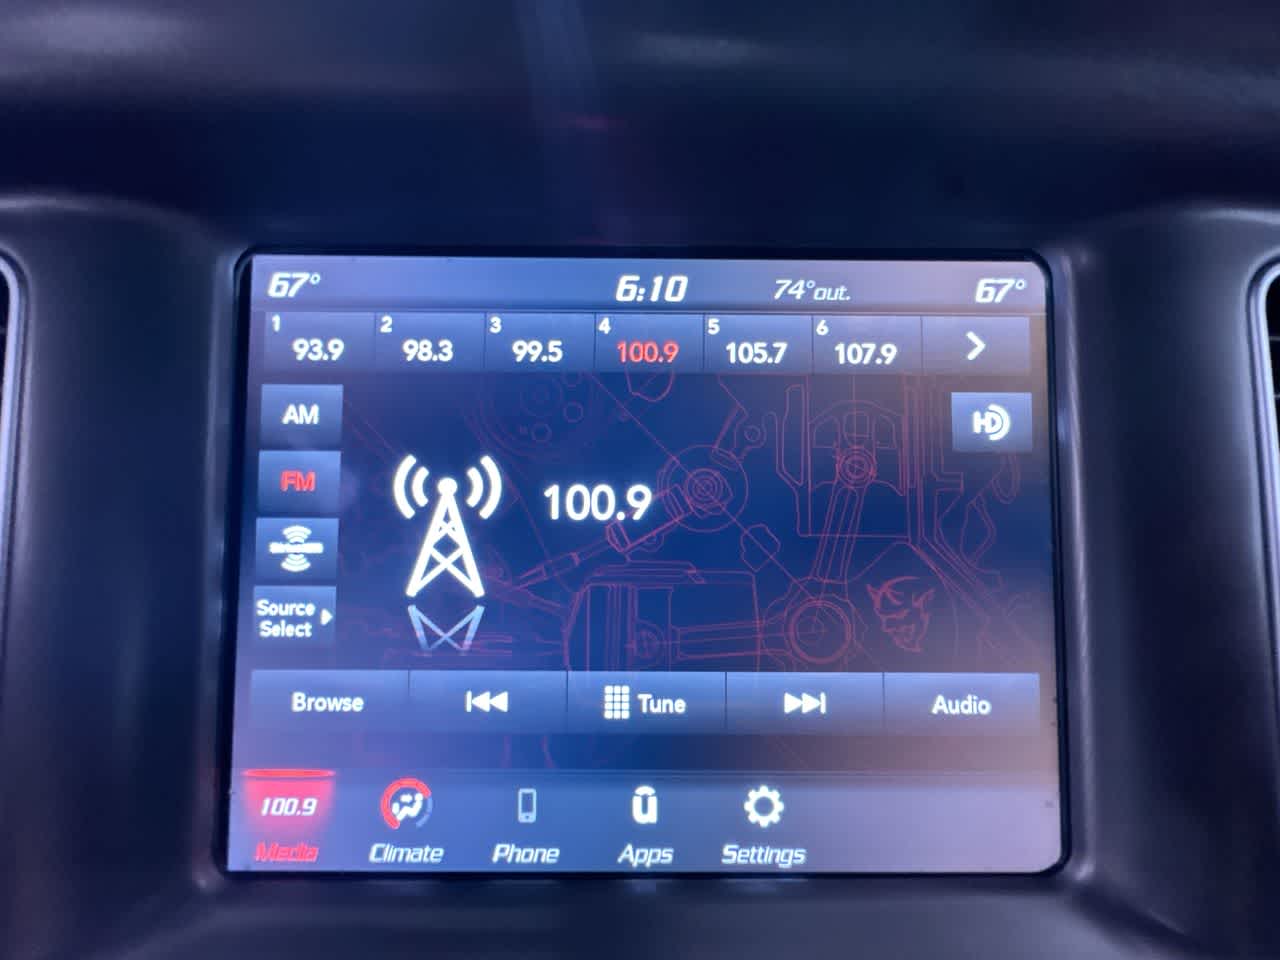 67° 6:10 74°out. 67°
1 93.9 2 98.3 3 99.5 4 100.9 5 105.7 6 107.9
AM
HD
FM
100.9
Source
Select
Browse Tune Audio
100.9 ü
Media Climate Phone Apps Settings